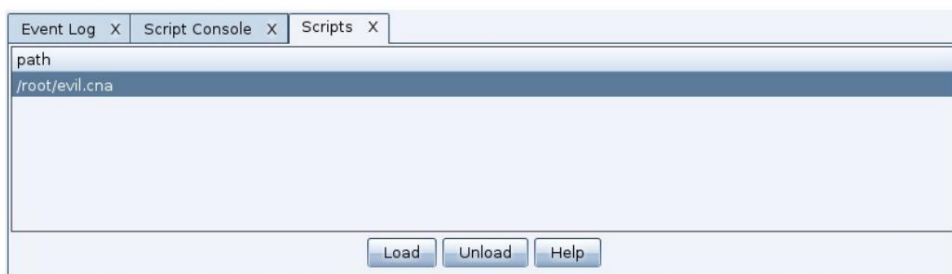 Event Log X Script Console X Scripts X
path
/root/evil.cna
Load Unload Help